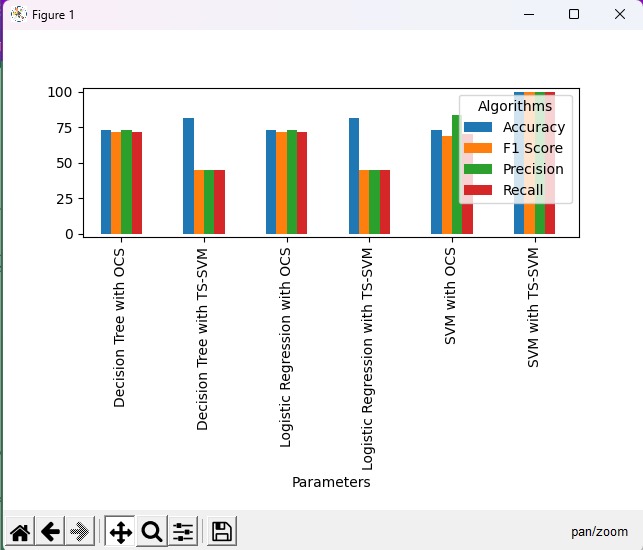 Figure 1
100
75
50
25
0
Algorithms
Accuracy
F1 Score
Precision
Recall
Decision Tree with OCS
Decision Tree with TS-SVM
Logistic Regression with OCS
Logistic Regression with TS-SVM
SVM with OCS
SVM with TS-SVM
Parameters
pan/zoom